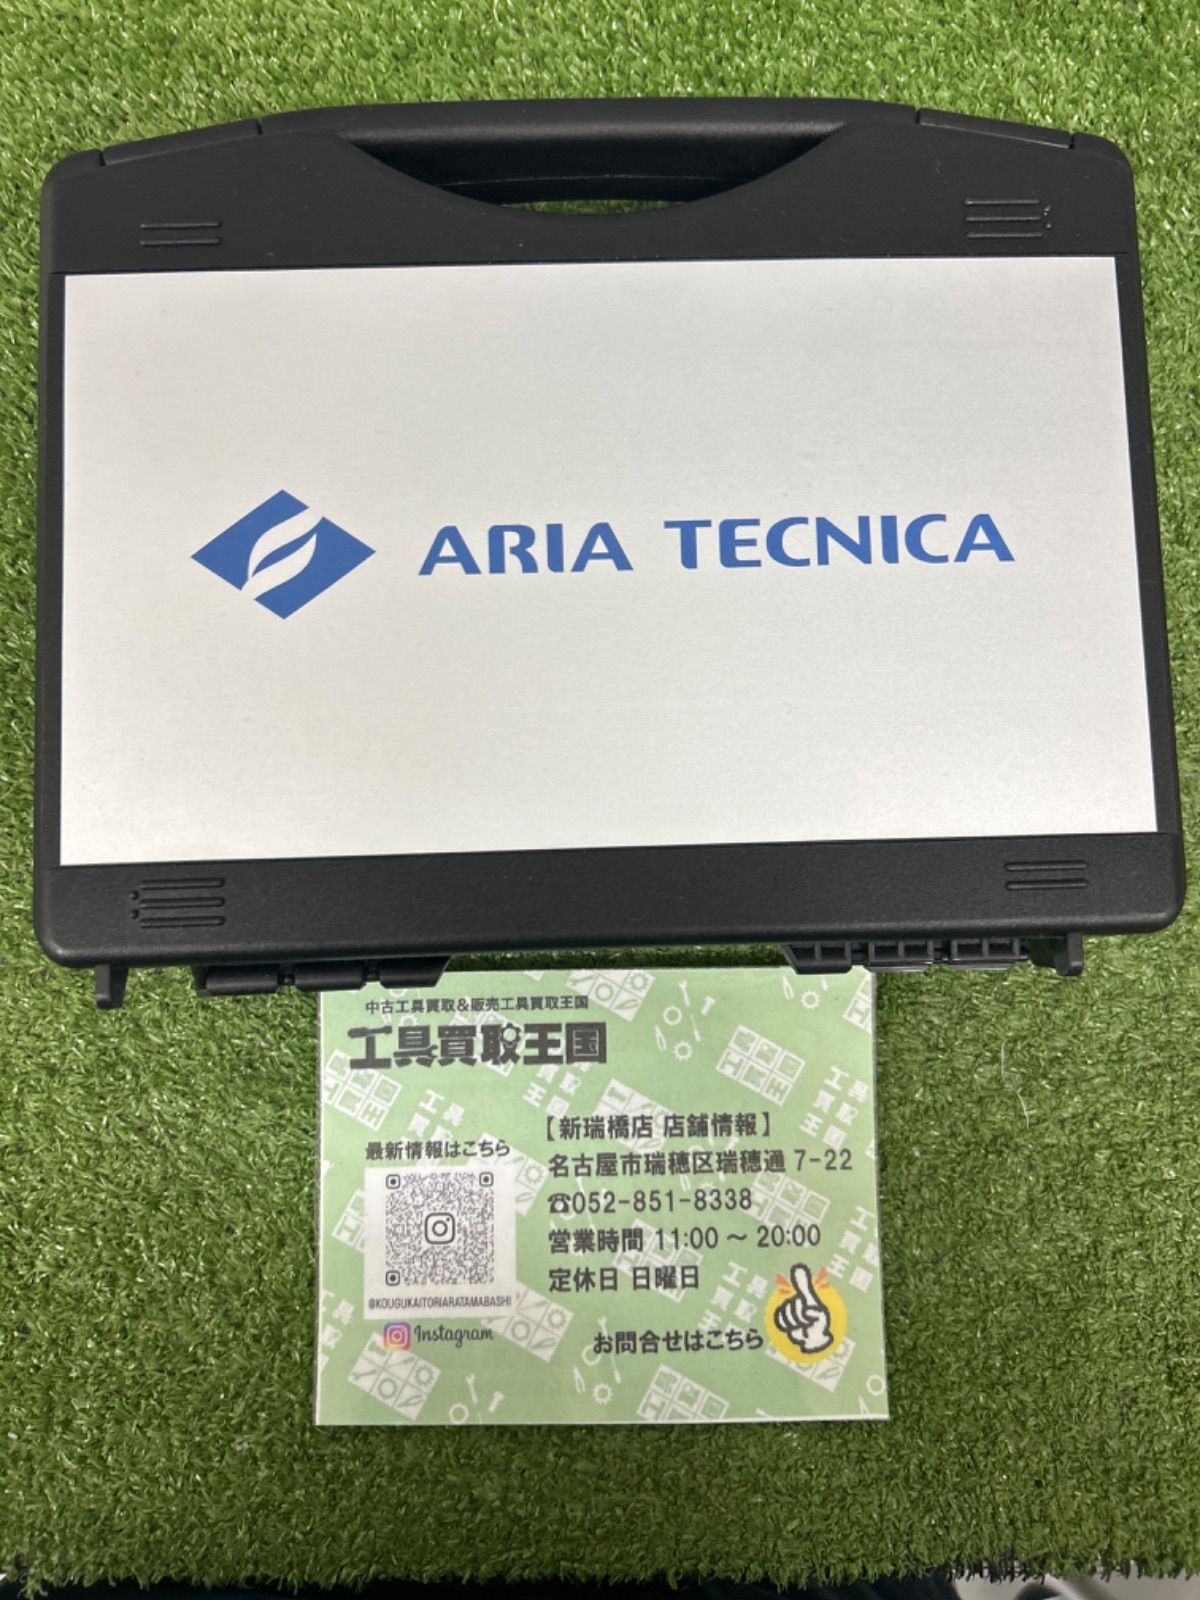 ARIA TECNICA
中古工具買取&販売工具買取王国
工具買取王国
最新情報はこちら
@KOUGUKAITORIARATAMABASHI
Instagram
【新瑞橋店 店舗情報】
名古屋市瑞穂区瑞穂通 7-22
☎052-851-8338
営業時間 11:00 ～ 20:00
定休日 日曜日
お問合せはこちら